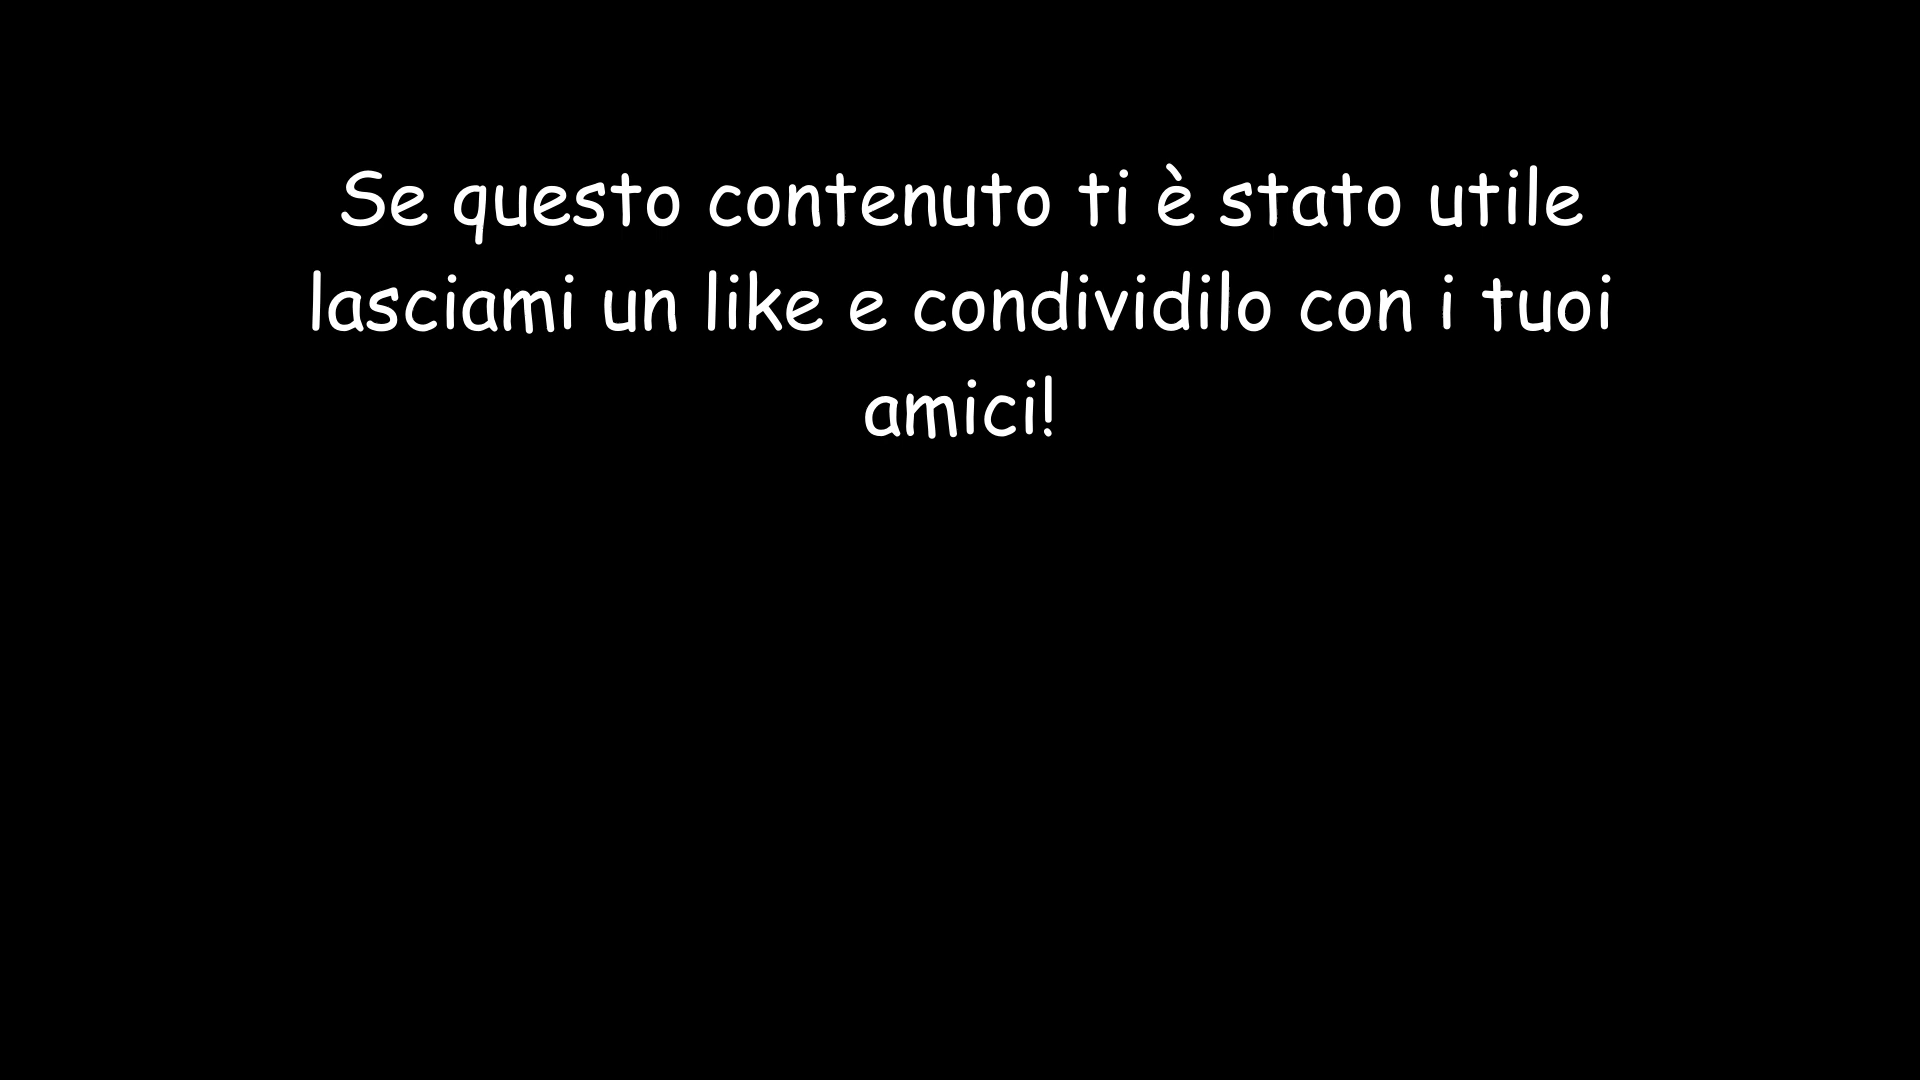 Se questo contenuto ti è stato utile
lasciami un like e condividilo con i tuoi
amici!